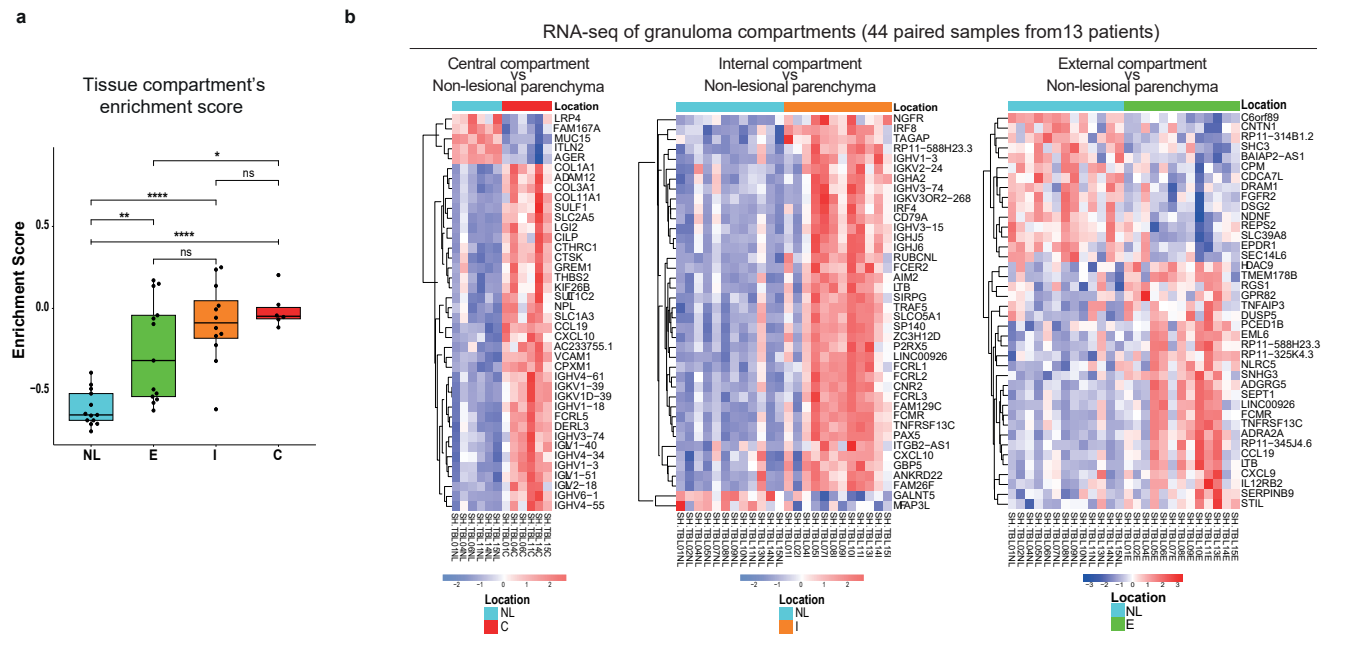 a
Tissue compartment's
enrichment score
Enrichment Score
0.5
0.0
−0.5
*
ns
****
**
****
ns
NL E I C
b
RNA-seq of granuloma compartments (44 paired samples from13 patients)
Central compartment
vs
Non-lesional parenchyma
Location
LRP4
FAM167A
MUC15
ITLN2
AGER
COL1A1
ADAM12
COL3A1
COL11A1
SULF1
SLC2A5
LGI2
CILP
CTHRC1
CTSK
GREM1
THBS2
KIF26B
SULT1C2
NPL
SLC1A3
CCL19
CXCL10
AC233755.1
VCAM1
CPXM1
IGHV4−61
IGKV1−39
IGKV1D−39
IGHV1−18
FCRL5
DERL3
IGHV3−74
IGLV1−40
IGHV4−34
IGHV1−3
IGLV1−51
IGLV2−18
IGHV6−1
IGHV4−55
−2 −1 0 1 2
Location
NL
C
Internal compartment
vs
Non-lesional parenchyma
Location
NGFR
IRF8
TAGAP
RP11−588H23.3
IGHV1−3
IGKV2−24
IGHA2
IGHV3−74
IGKV3OR2−268
IRF4
CD79A
IGHV3−15
IGHJ5
IGHJ6
RUBCNL
FCER2
AIM2
LTB
SIRPG
TRAF5
SLCO5A1
SP140
ZC3H12D
P2RX5
LINC00926
FCRL1
FCRL2
CNR2
FCRL3
FAM129C
FCMR
TNFRSF13C
PAX5
ITGB2−AS1
CXCL10
GBP5
ANKRD22
FAM26F
GALNT5
MFAP3L
−2 −1 0 1 2
Location
NL
I
External compartment
vs
Non-lesional parenchyma
Location
C6orf89
CNTN1
RP11−314B1.2
SHC3
BAIAP2−AS1
CPM
CDCA7L
DRAM1
FGFR2
DSG2
NDNF
REPS2
SLC39A8
EPDR1
SEC14L6
HDAC9
TMEM178B
RGS1
GPR82
TNFAIP3
DUSP5
PCED1B
EML6
RP11−588H23.3
RP11−325K4.3
NLRC5
SNHG3
ADGRG5
SEPT1
LINC00926
FCMR
TNFRSF13C
ADRA2A
RP11−345J4.6
CCL19
LTB
CXCL9
IL12RB2
SERPINB9
STIL
−3 −2 −1 0 1 2 3
Location
NL
E